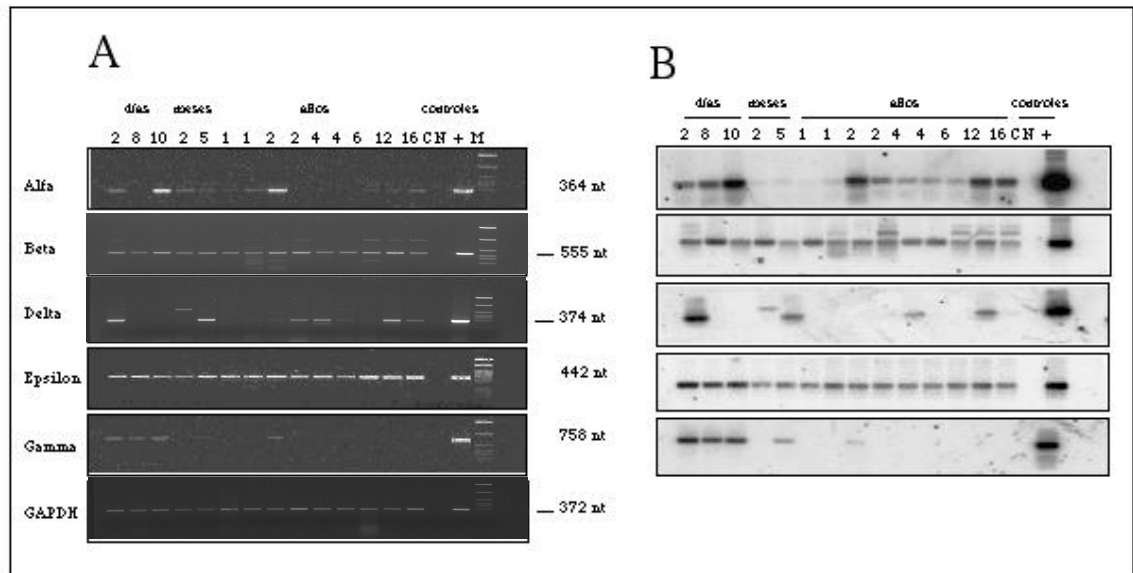 A
B
días meses años controles
2 8 10 2 5 1 1 2 2 4 4 6 12 16 CN + M
días meses años controles
2 8 10 2 5 1 1 2 2 4 4 6 12 16 CN +
Alfa 364 nt
Beta 555 nt
Delta 374 nt
Epsilon 442 nt
Gamma 758 nt
GAPDH 372 nt